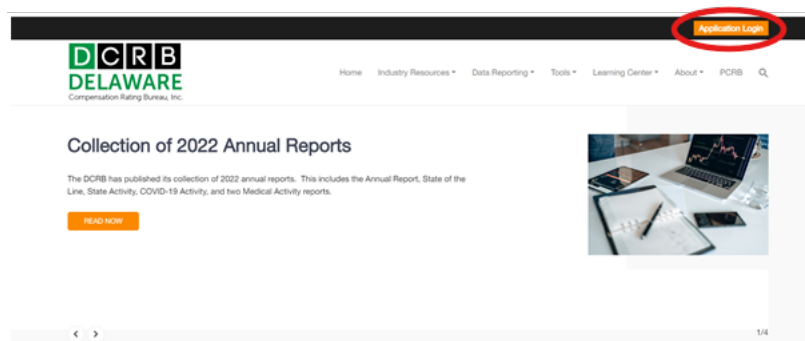 Application Login
DCRB
DELAWARE
Compensation Rating Bureau, Inc.
Home Industry Resources Data Reporting Tools Learning Center About PCRB
Collection of 2022 Annual Reports
The DCRB has published its collection of 2022 annual reports. This includes the Annual Report, State of the
Line, State Activity, COVID-19 Activity, and two Medical Activity reports.
READ NOW
1/4